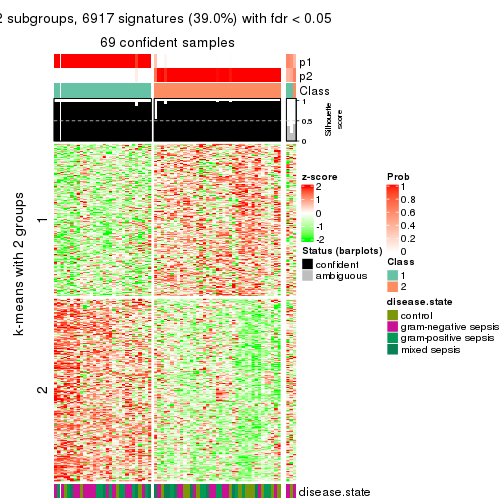 2 subgroups, 6917 signatures (39.0%) with fdr < 0.05
69 confident samples
p1
p2
Class
1
0.5
0
Silhouette
score
k-means with 2 groups
1
2
z-score
2
1
0
-1
-2
Status (barplots)
confident
ambiguous
Prob
1
0.8
0.6
0.4
0.2
0
Class
1
2
disease.state
control
gram-negative sepsis
gram-positive sepsis
mixed sepsis
disease.state